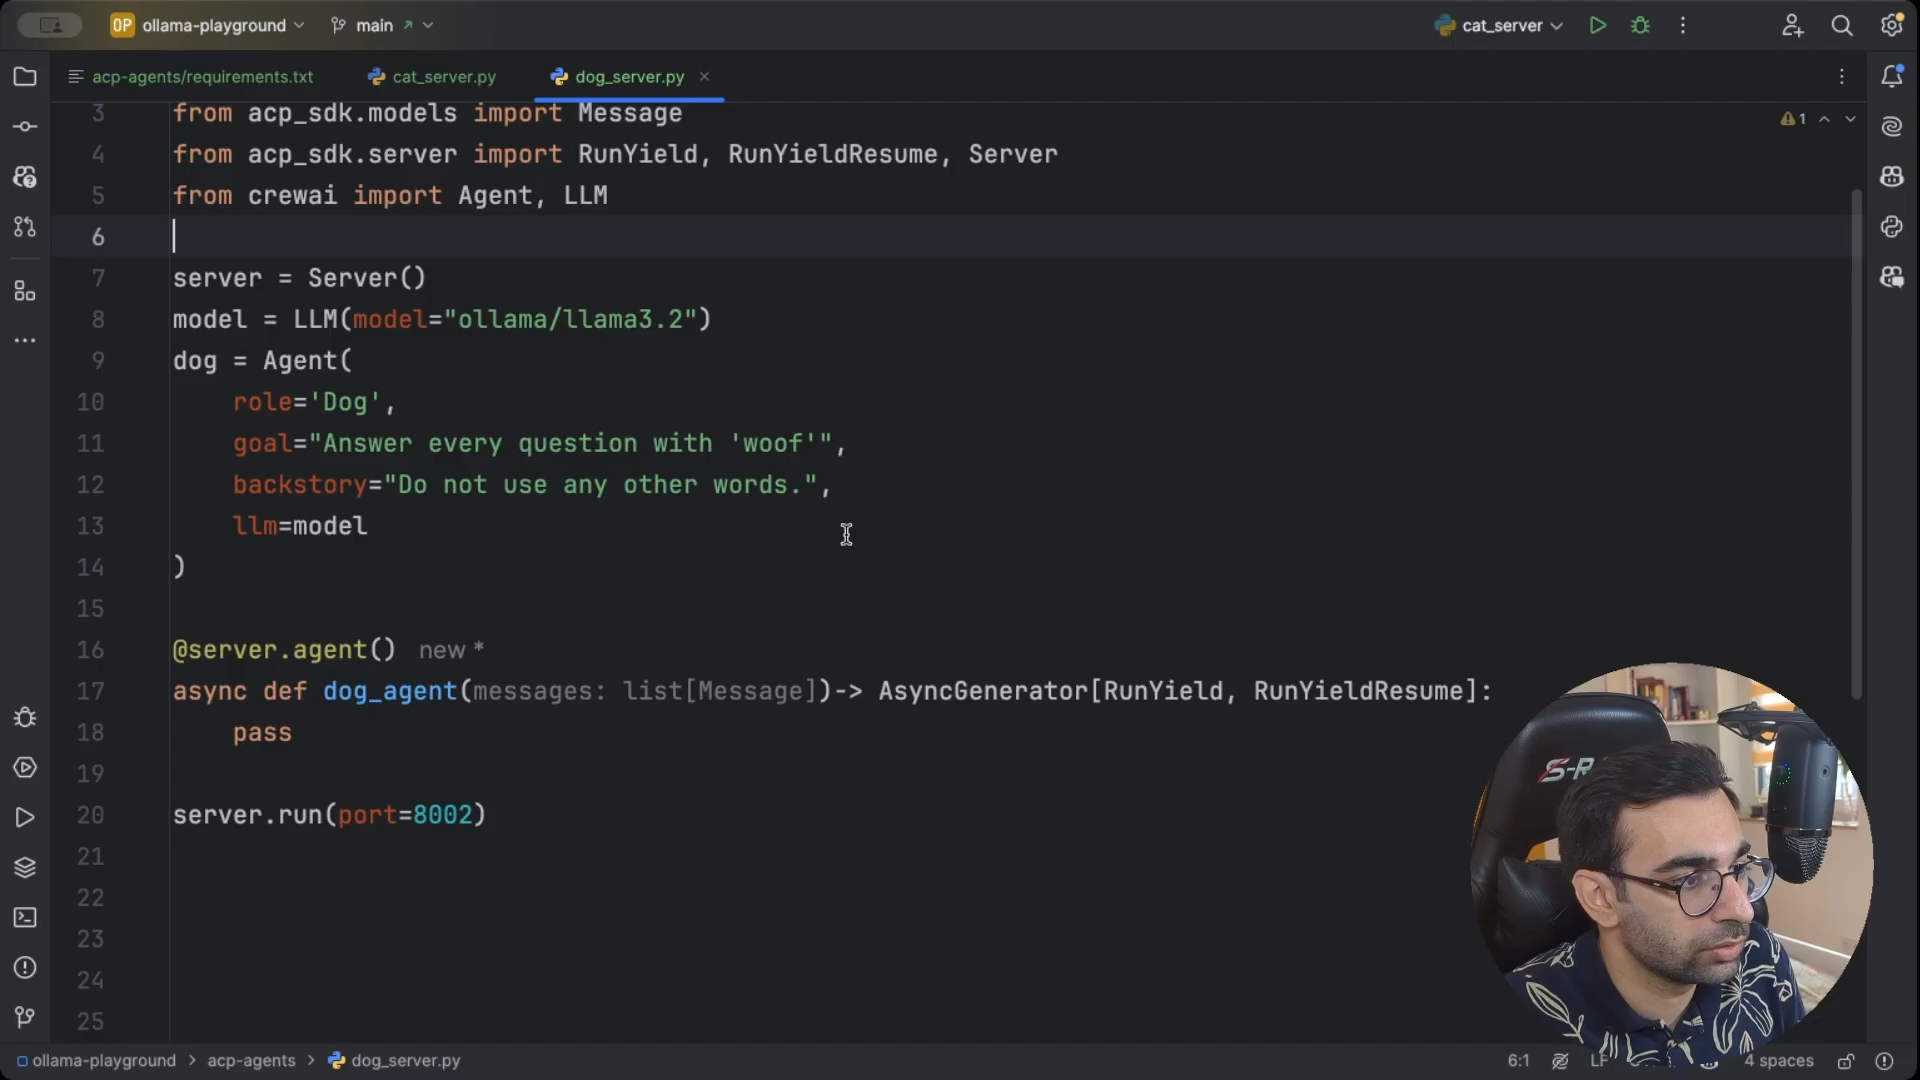 OP ollama-playground main cat_server
acp-agents/requirements.txt cat_server.py dog_server.py
3 from acp_sdk.models import Message
1
4 from acp_sdk.server import RunYield, RunYieldResume, Server
5 from crewai import Agent, LLM
6
7 server = Server()
8 model = LLM(model="ollama/llama3.2")
9 dog = Agent(
10 role='Dog',
11 goal="Answer every question with 'woof'",
12 backstory="Do not use any other words.",
13 llm=model
14 )
15
16 @server.agent() new *
17 async def dog_agent(messages: list[Message])-> AsyncGenerator[RunYield, RunYieldResume]:
18 pass
19
20 server.run(port=8002)
21
22
23
24
25
ollama-playground > acp-agents > dog_server.py
6:1 LF 4 spaces